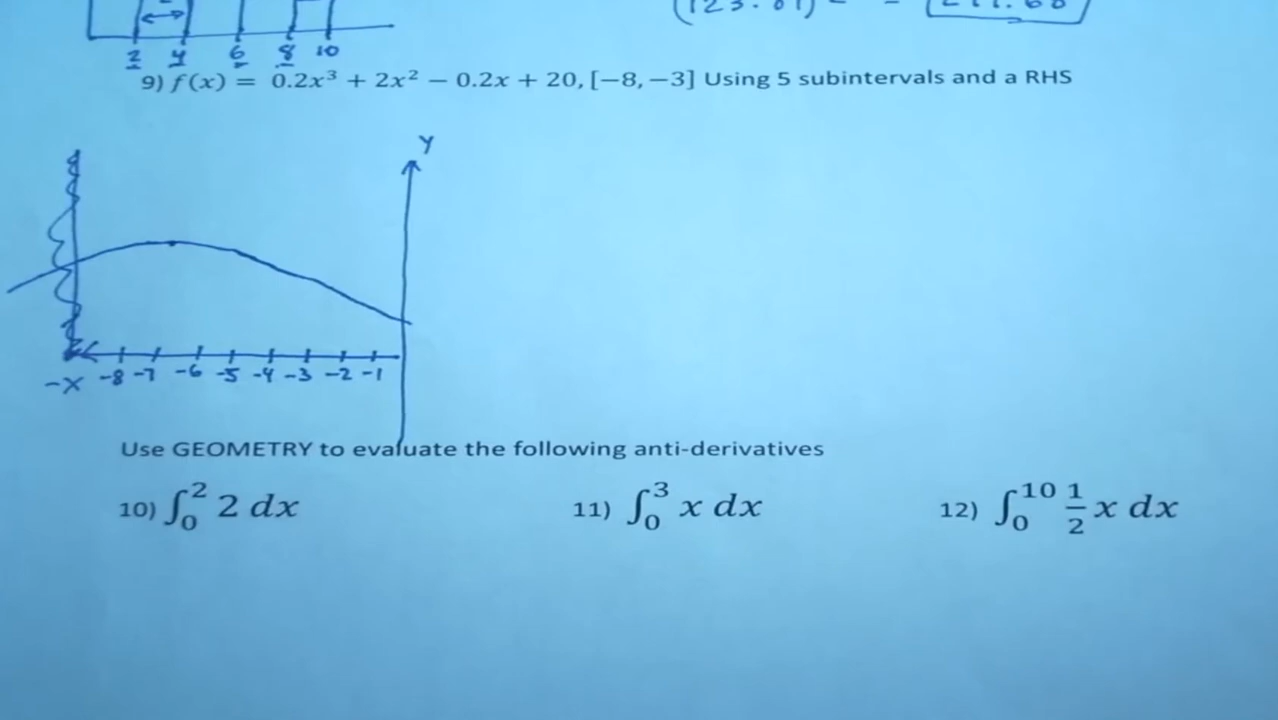 2 4 6 8 10
9) f(x) = 0.2x³ + 2x² − 0.2x + 20, [−8, −3] Using 5 subintervals and a RHS
Y
-X -8 -7 -6 -5 -4 -3 -2 -1
Use GEOMETRY to evaluate the following anti-derivatives
10) ∫₀² 2 dx 11) ∫₀³ x dx 12) ∫₀¹⁰ 1/2 x dx